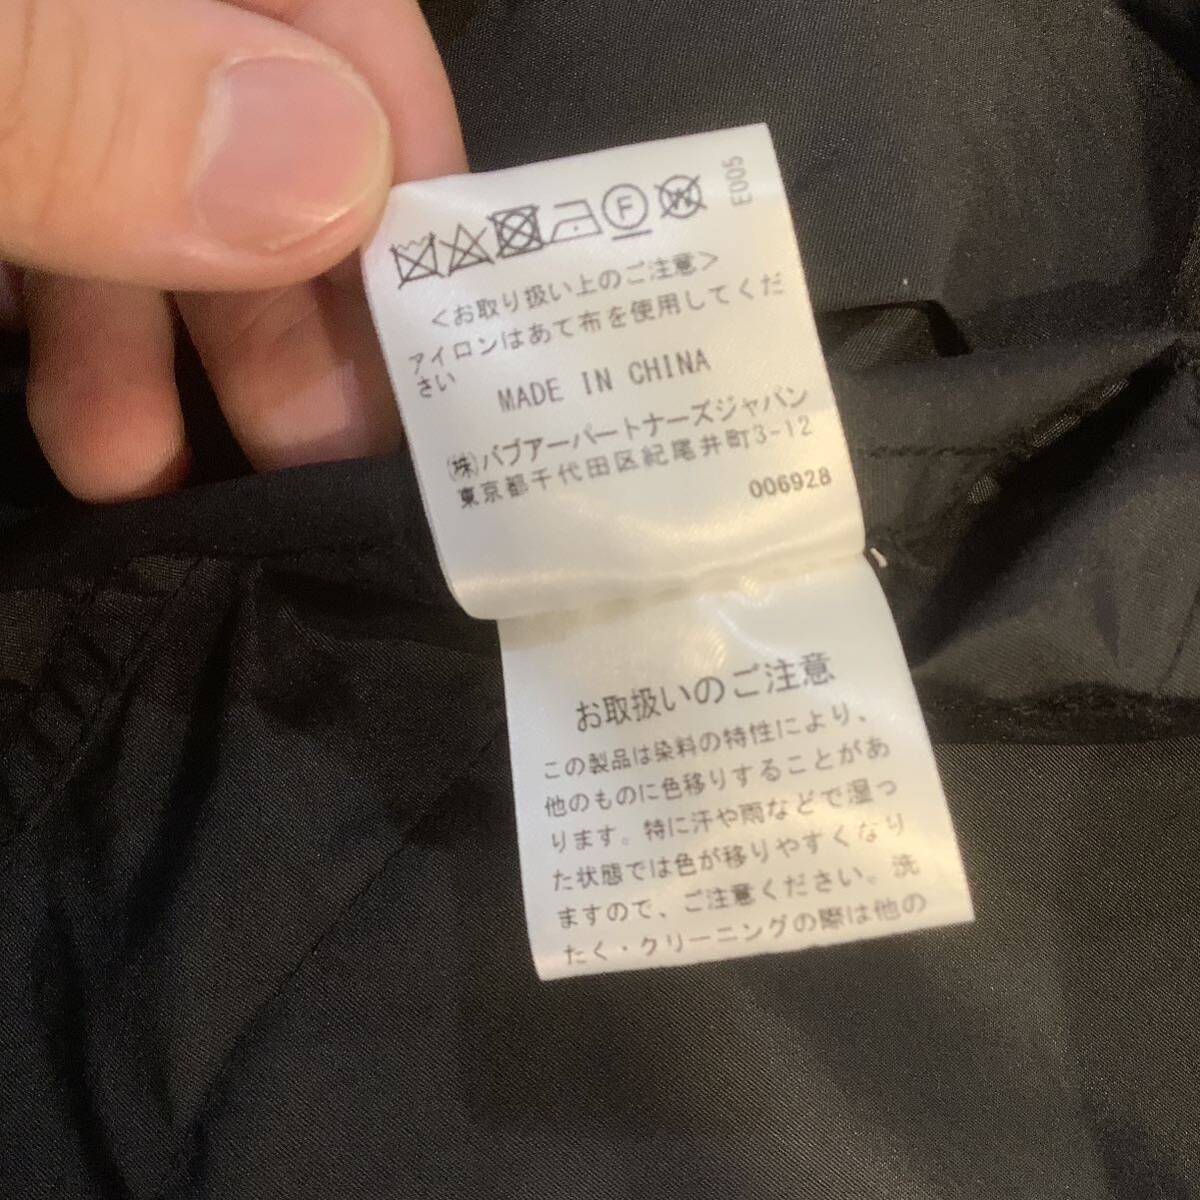 E005
F W
<お取り扱い上のご注意>
アイロンはあて布を使用してくだ
さい
MADE IN CHINA
(株)バブアーパートナーズジャパン
東京都千代田区紀尾井町3-12
006928
お取扱いのご注意
この製品は染料の特性により、
他のものに色移りすることがあ
ります。特に汗や雨などで湿っ
た状態では色が移りやすくなり
ますので、ご注意ください。洗
たく・クリーニングの際は他の